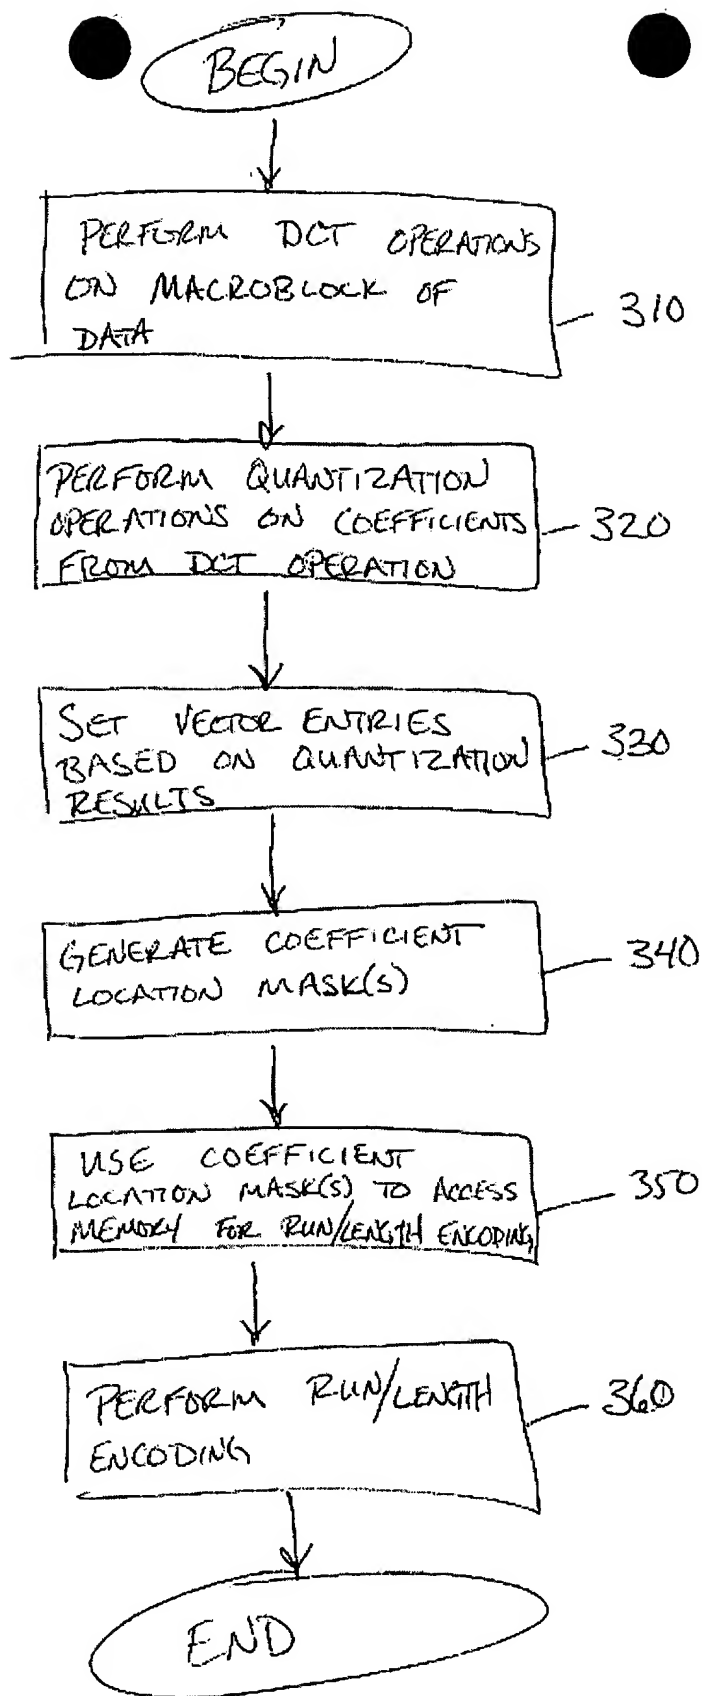 BEGIN
PERFORM DCT OPERATIONS
ON MACROBLOCK OF
DATA
310
PERFORM QUANTIZATION
OPERATIONS ON COEFFICIENTS
FROM DCT OPERATION
320
SET VECTOR ENTRIES
BASED ON QUANTIZATION
RESULTS
330
GENERATE COEFFICIENT
LOCATION MASK(S)
340
USE COEFFICIENT
LOCATION MASK(S) TO ACCESS
MEMORY FOR RUN/LENGTH ENCODING
350
PERFORM RUN/LENGTH
ENCODING
360
END